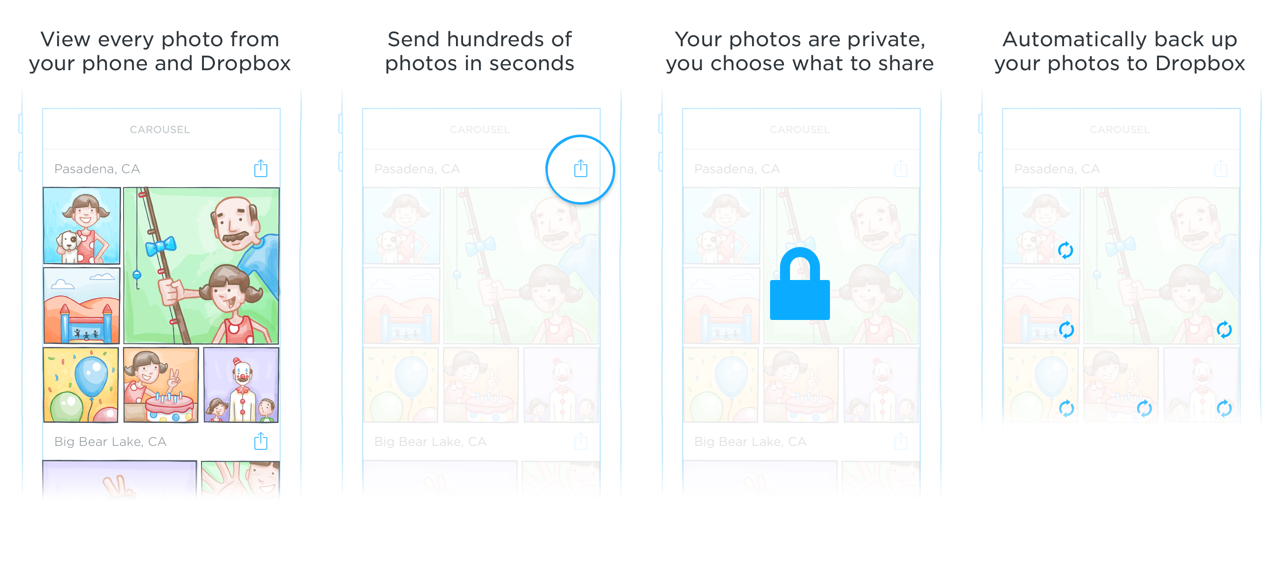 View every photo from
your phone and Dropbox
CAROUSEL
Pasadena, CA
Big Bear Lake, CA
Send hundreds of
photos in seconds
CAROUSEL
Pasadena, CA
Big Bear Lake, CA
Your photos are private,
you choose what to share
CAROUSEL
Pasadena, CA
Big Bear Lake, CA
Automatically back up
your photos to Dropbox
CAROUSEL
Pasadena, CA